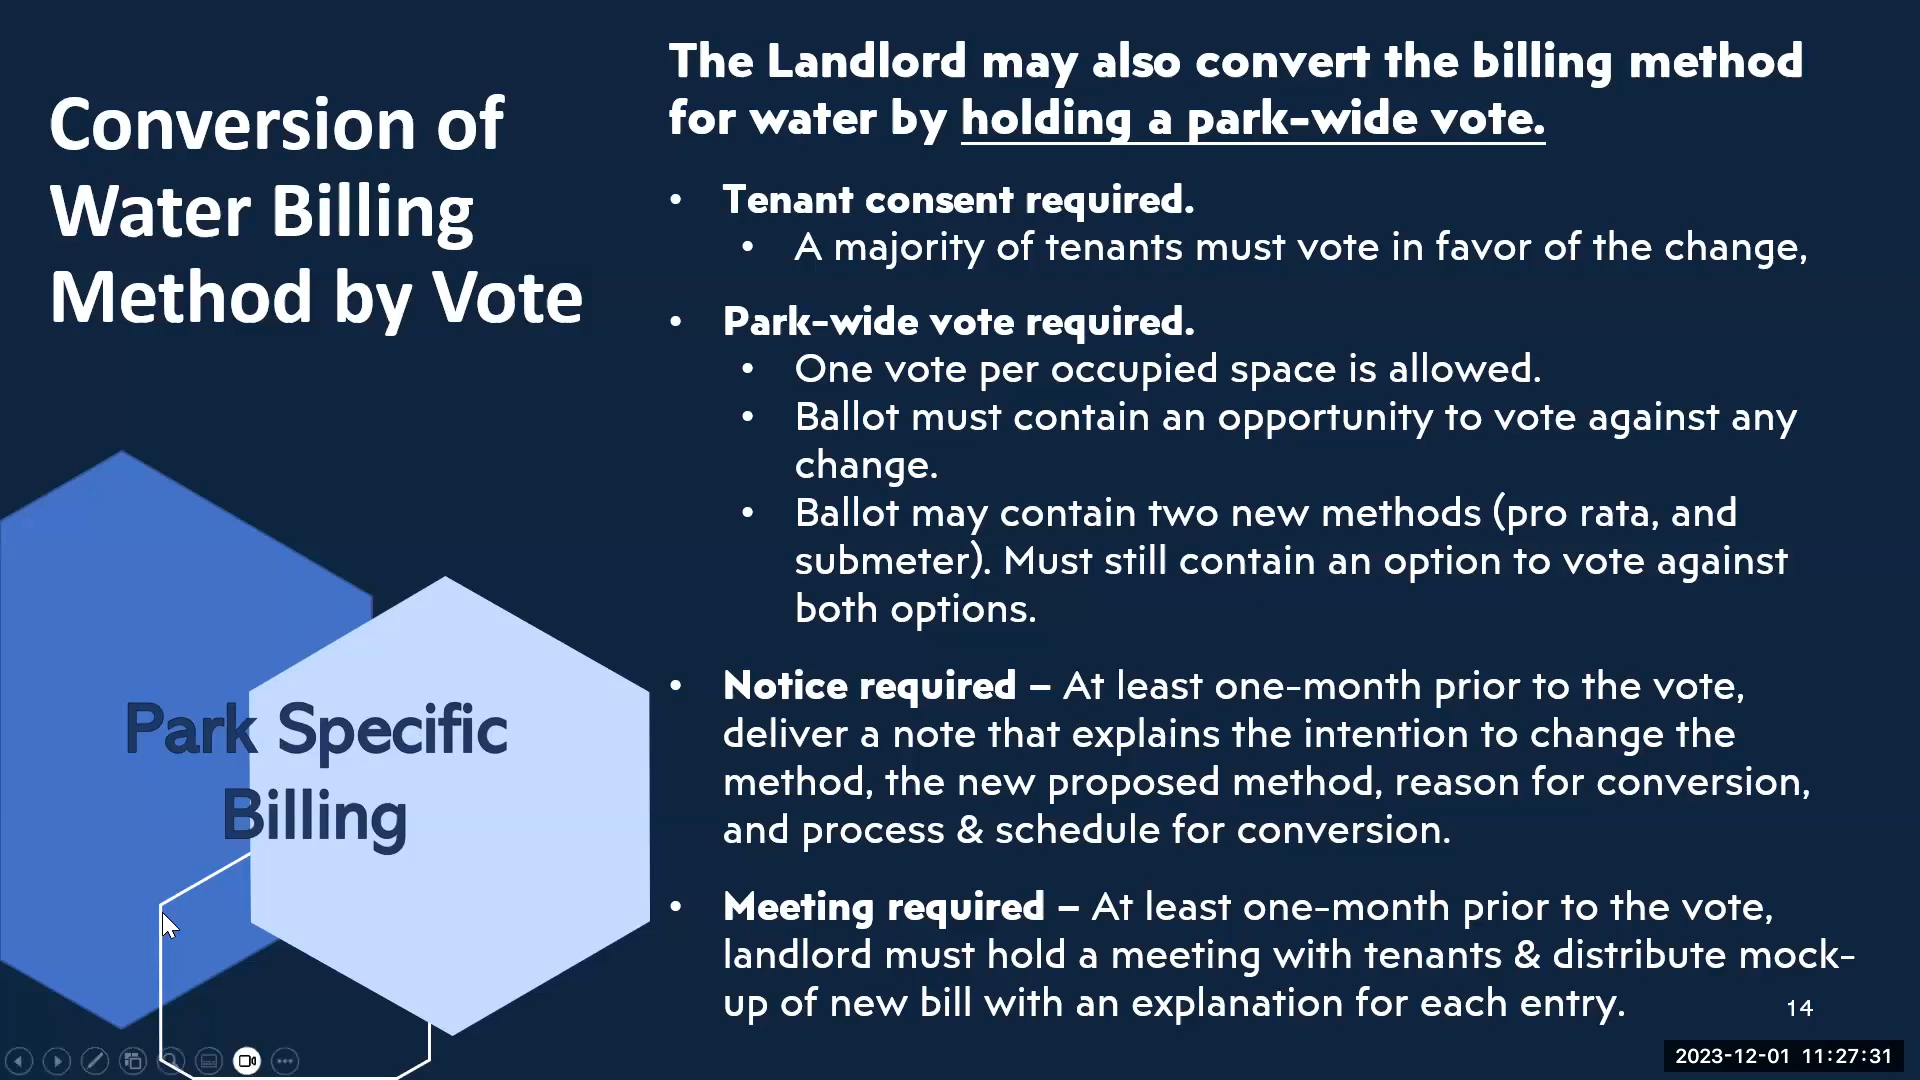 Conversion of
Water Billing
Method by Vote
The Landlord may also convert the billing method
for water by holding a park-wide vote.
• Tenant consent required.
• A majority of tenants must vote in favor of the change,
• Park-wide vote required.
• One vote per occupied space is allowed.
• Ballot must contain an opportunity to vote against any
change.
• Ballot may contain two new methods (pro rata, and
submeter). Must still contain an option to vote against
both options.
• Notice required – At least one-month prior to the vote,
deliver a note that explains the intention to change the
method, the new proposed method, reason for conversion,
and process & schedule for conversion.
• Meeting required – At least one-month prior to the vote,
landlord must hold a meeting with tenants & distribute mock-
up of new bill with an explanation for each entry.
Park Specific
Billing
14
2023-12-01 11:27:31